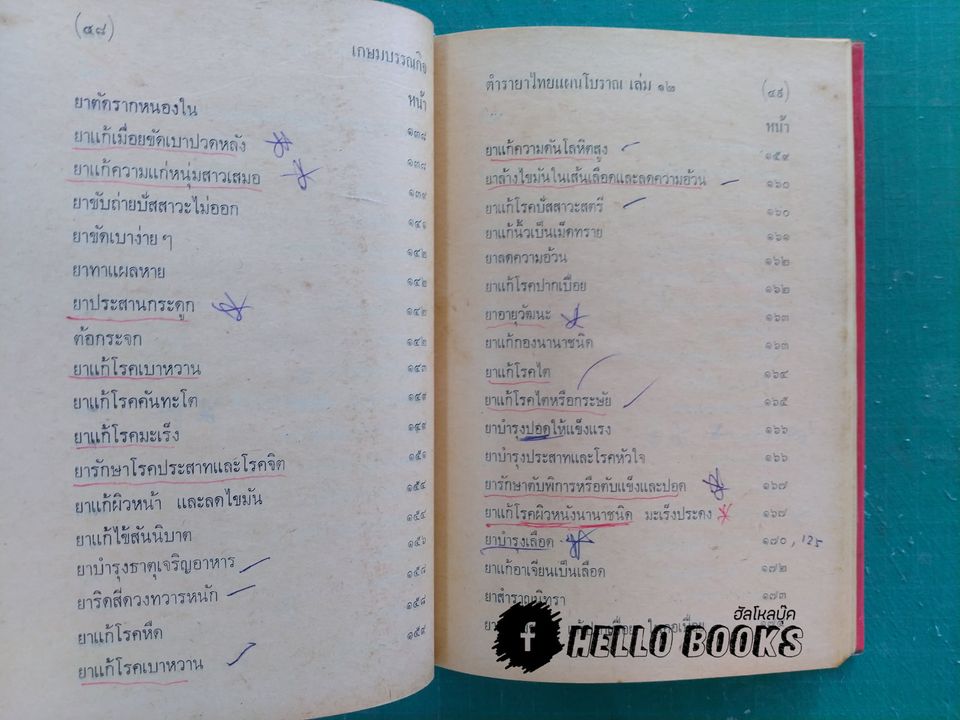 (๔๘)
เกษมบรรณกิจ
หน้า
ยาตัดรากหนองใน ๑๓๘
ยาแก้เมื่อยขัดเบาปวดหลัง ๑๓๘
ยาแก้ความแก่หนุ่มสาวเสมอ ๑๓๙
ยาขับถ่ายปัสสาวะไม่ออก ๑๔๑
ยาขัดเบาง่าย ๆ ๑๔๒
ยาทาแผลหาย ๑๔๒
ยาประสานกระดูก ๑๔๒
ต้อกระจก ๑๔๒
ยาแก้โรคเบาหวาน ๑๔๓
ยาแก้โรคคันทะโต ๑๔๙
ยาแก้โรคมะเร็ง ๑๔๙
ยารักษาโรคประสาทและโรคจิต ๑๕๑
ยาแก้ผิวหน้า และลดไขมัน ๑๕๔
ยาแก้ไข้สันนิบาต ๑๕๕
ยาบำรุงธาตุเจริญอาหาร ๑๕๖
ยาริดสีดวงทวารหนัก ๑๕๘
ยาแก้โรคหืด ๑๕๘
ยาแก้โรคเบาหวาน ๑๕๙
ตำรายาไทยแผนโบราณ เล่ม ๑๒ (๔๙)
หน้า
ยาแก้ความดันโลหิตสูง ๑๕๙
ยาล้างไขมันในเส้นเลือดและลดความอ้วน ๑๖๐
ยาแก้โรคปัสสาวะสตรี ๑๖๐
ยาแก้นิ้วเป็นเม็ดทราย ๑๖๑
ยาลดความอ้วน ๑๖๒
ยาแก้โรคปากเปื่อย ๑๖๒
ยาอายุวัฒนะ ๑๖๓
ยาแก้กองนานาชนิด ๑๖๓
ยาแก้โรคไต ๑๖๔
ยาแก้โรคไตหรือกระษัย ๑๖๕
ยาบำรุงปอดให้แข็งแรง ๑๖๖
ยาบำรุงประสาทและโรคหัวใจ ๑๖๖
ยารักษาตับพิการหรือตับแข็งและปอด ๑๖๗
ยาแก้โรคผิวหนังนานาชนิด มะเร็งประดง ๑๖๗
ยาบำรุงเลือด ๑๗๐, 125
ยาแก้อาเจียนเป็นเลือด ๑๗๒
ยาสำราญนิทรา ๑๗๓
ฮัลโหลบุ๊ค
f HELLO BOOKS